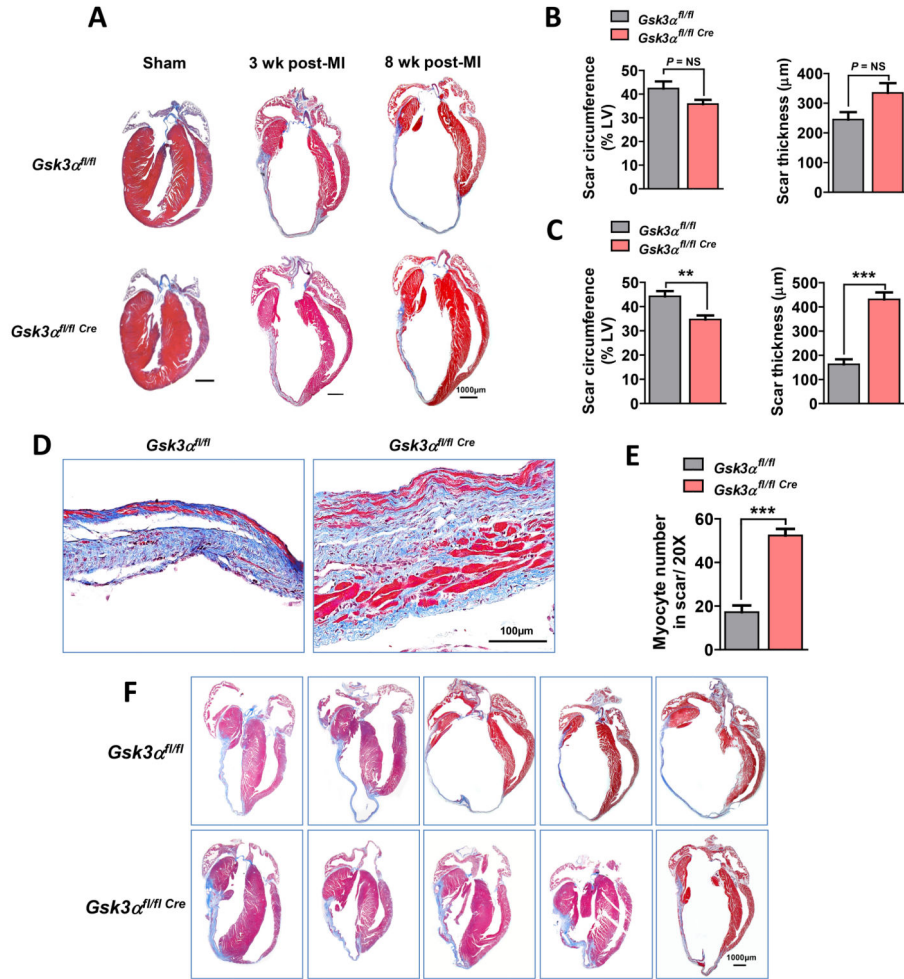 A
Sham
3 wk post-MI
8 wk post-MI
Gsk3α^fl/fl
Gsk3α^fl/fl Cre
1000μm
B
Gsk3α^fl/fl
Gsk3α^fl/fl Cre
Scar circumference
(% LV)
50
40
30
20
10
0
P = NS
Scar thickness (μm)
400
300
200
100
0
P = NS
C
Gsk3α^fl/fl
Gsk3α^fl/fl Cre
Scar circumference
(% LV)
50
40
30
20
10
0
**
Scar thickness (μm)
500
400
300
200
100
0
***
D
Gsk3α^fl/fl
Gsk3α^fl/fl Cre
100μm
E
Gsk3α^fl/fl
Gsk3α^fl/fl Cre
Myocyte number
in scar/ 20X
60
40
20
0
***
F
Gsk3α^fl/fl
Gsk3α^fl/fl Cre
1000μm